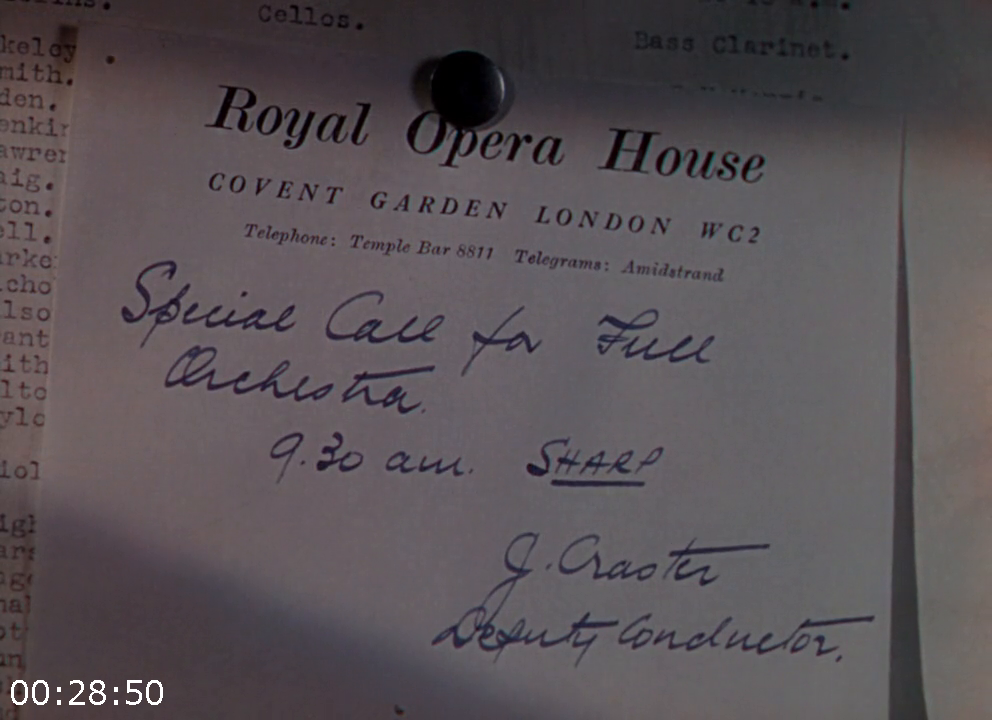 Cellos.
Bass Clarinet.
Royal Opera House
COVENT GARDEN LONDON WC2
Telephone: Temple Bar 8811 Telegrams: Amidstrand
Special Call for Full
Orchestra.
9.30 am. SHARP
J. Craster
Deputy Conductor.
00:28:50